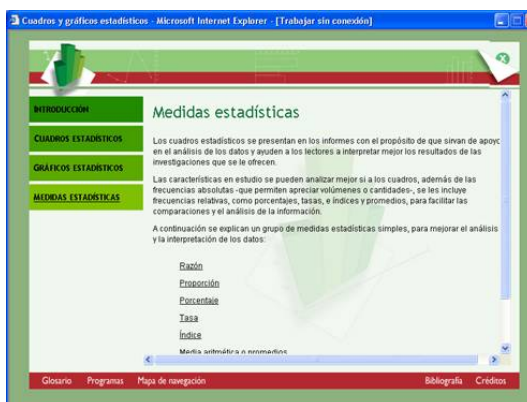 Cuadros y gráficos estadísticos - Microsoft Internet Explorer - [Trabajar sin conexión]
INTRODUCCIÓN
CUADROS ESTADÍSTICOS
GRÁFICOS ESTADÍSTICOS
MEDIDAS ESTADÍSTICAS
Medidas estadísticas
Los cuadros estadísticos se presentan en los informes con el propósito de que sirvan de apoyo
en el análisis de los datos y ayuden a los lectores a interpretar mejor los resultados de las
investigaciones que se le ofrecen.
Las características en estudio se pueden analizar mejor si a los cuadros, además de las
frecuencias absolutas -que permiten apreciar volúmenes o cantidades-, se les incluye
frecuencias relativas, como porcentajes, tasas, e índices y promedios, para facilitar las
comparaciones y el análisis de la información.
A continuación se explican un grupo de medidas estadísticas simples, para mejorar el análisis
y la interpretación de los datos:
Razón
Proporción
Porcentaje
Tasa
Índice
Media aritmética o promedios
Glosario Programas Mapa de navegación Bibliografía Créditos